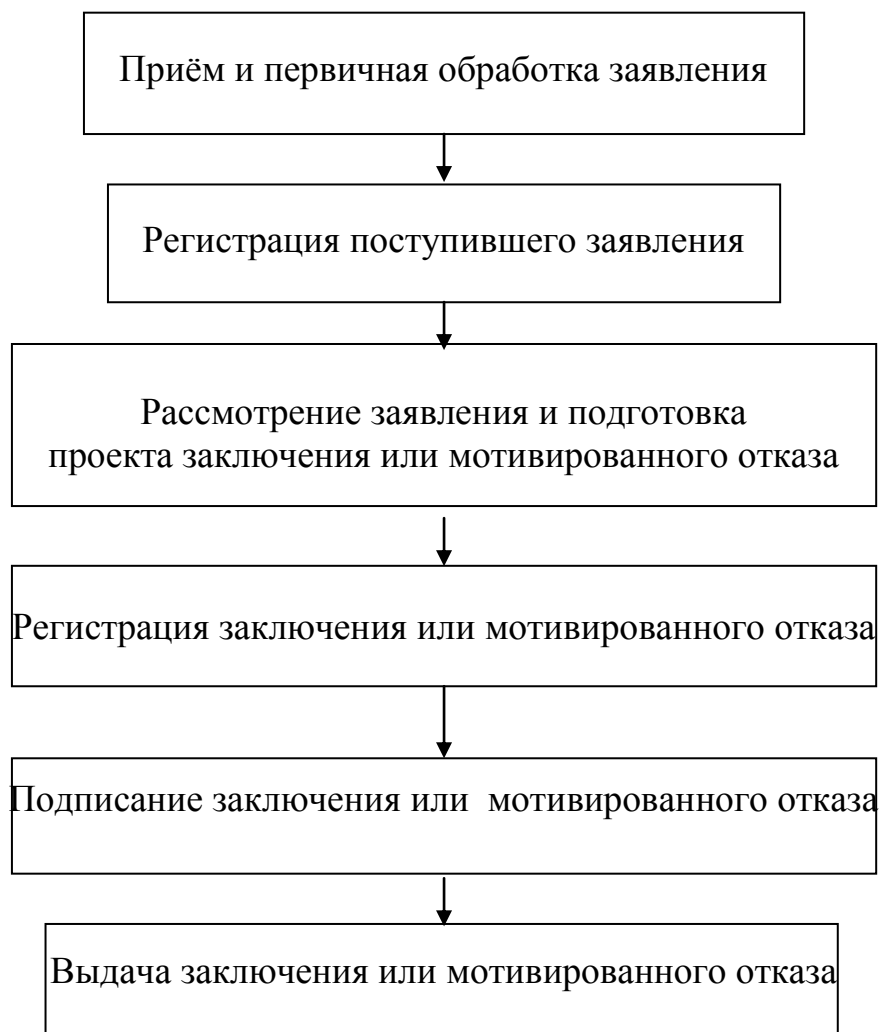 Приём и первичная обработка заявления
Регистрация поступившего заявления
Рассмотрение заявления и подготовка
проекта заключения или мотивированного отказа
Регистрация заключения или мотивированного отказа
Подписание заключения или мотивированного отказа
Выдача заключения или мотивированного отказа